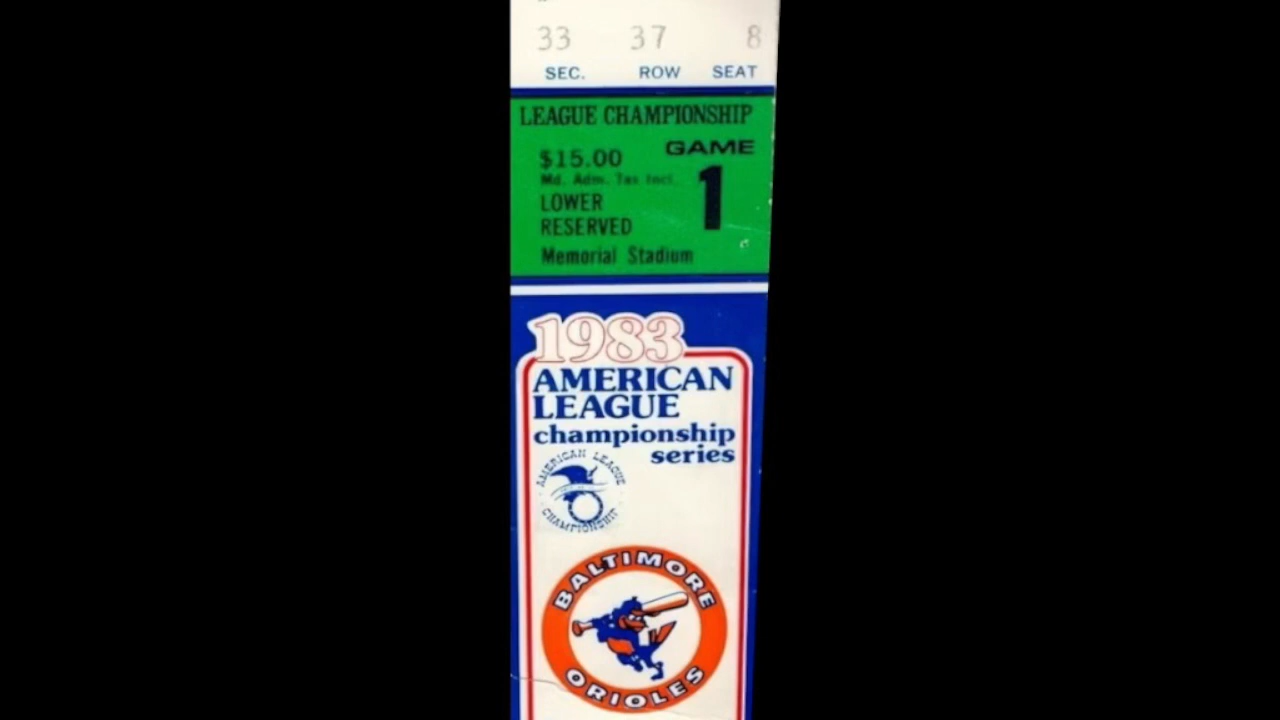 33 37 8
SEC. ROW SEAT
LEAGUE CHAMPIONSHIP
GAME
$15.00
1
Md. Adm. Tax Incl.
LOWER
RESERVED
Memorial Stadium
1983
AMERICAN
LEAGUE
championship
series
AMERICAN LEAGUE
CHAMPIONSHIP
BALTIMORE
ORIOLES